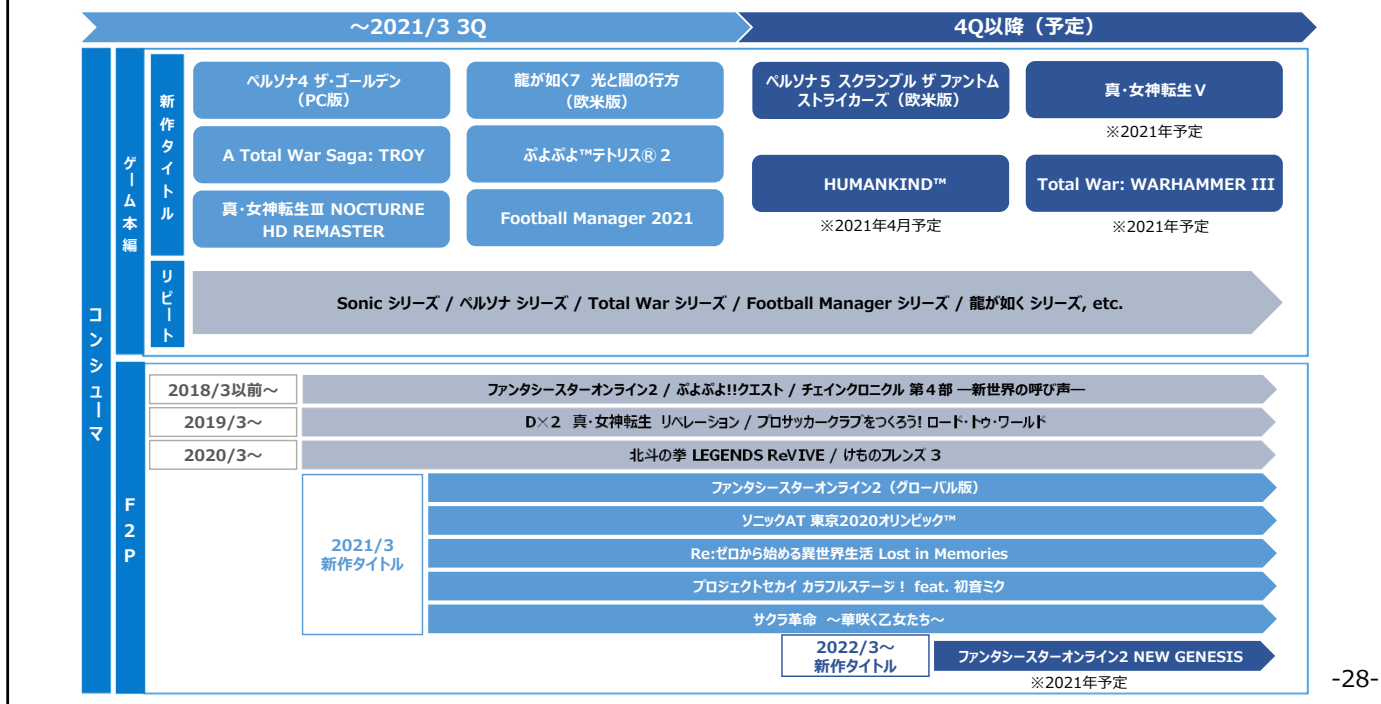 ～2021/3 3Q
4Q以降（予定）
コンシューマ
ゲーム本編
新作タイトル
ペルソナ4 ザ・ゴールデン
（PC版）
龍が如く7 光と闇の行方
（欧米版）
ペルソナ５ スクランブル ザ ファントム
ストライカーズ（欧米版）
真・女神転生Ⅴ
※2021年予定
A Total War Saga: TROY
ぷよぷよ™テトリス® 2
HUMANKIND™
※2021年4月予定
Total War: WARHAMMER III
※2021年予定
真・女神転生Ⅲ NOCTURNE
HD REMASTER
Football Manager 2021
リピート
Sonic シリーズ / ペルソナ シリーズ / Total War シリーズ / Football Manager シリーズ / 龍が如く シリーズ, etc.
F2P
2018/3以前～
ファンタシースターオンライン2 / ぷよぷよ!!クエスト / チェインクロニクル 第４部 ―新世界の呼び声―
2019/3～
D×２ 真・女神転生 リベレーション / プロサッカークラブをつくろう! ロード・トゥ・ワールド
2020/3～
北斗の拳 LEGENDS ReVIVE / けものフレンズ３
2021/3
新作タイトル
ファンタシースターオンライン2（グローバル版）
ソニックAT 東京2020オリンピック™
Re:ゼロから始める異世界生活 Lost in Memories
プロジェクトセカイ カラフルステージ！ feat. 初音ミク
サクラ革命 ～華咲く乙女たち～
2022/3～
新作タイトル
ファンタシースターオンライン2 NEW GENESIS
※2021年予定
-28-